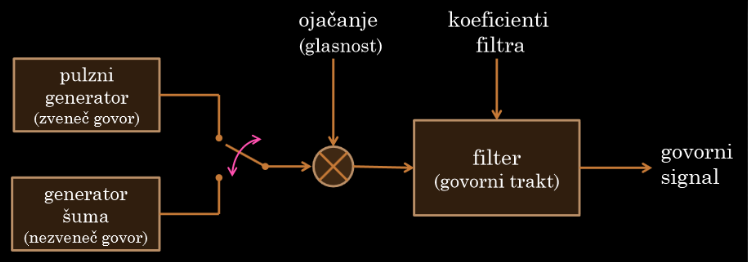 ojačanje
(glasnost)
koeficienti
filtra
pulzni
generator
(zveneč govor)
filter
(govorni trakt)
govorni
signal
generator
šuma
(nezveneč govor)